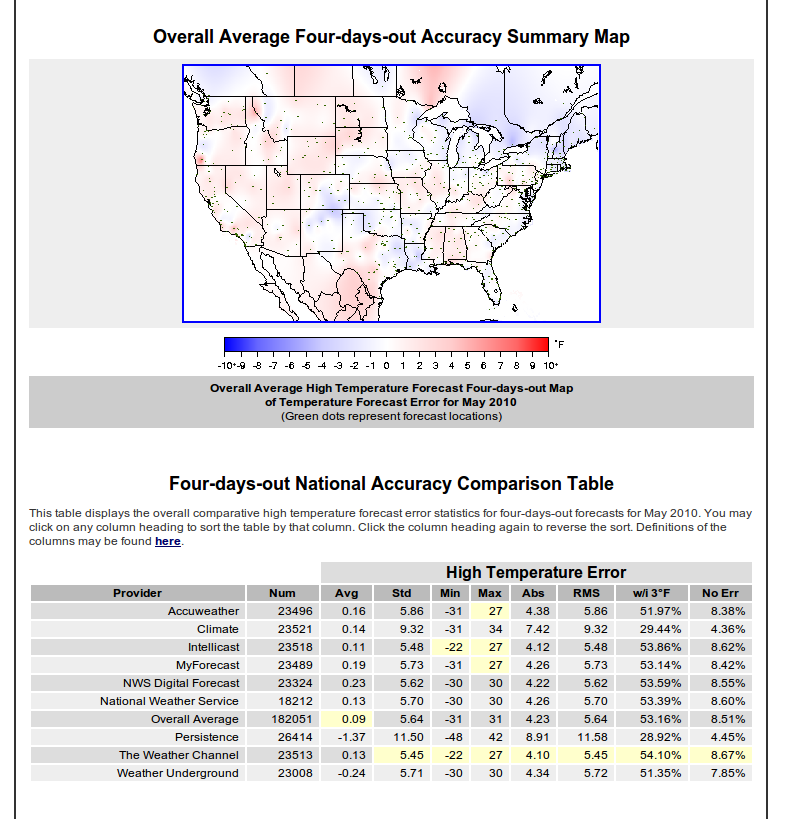 Overall Average Four-days-out Accuracy Summary Map
°F
-10+ -9 -8 -7 -6 -5 -4 -3 -2 -1 0 1 2 3 4 5 6 7 8 9 10+
Overall Average High Temperature Forecast Four-days-out Map
of Temperature Forecast Error for May 2010
(Green dots represent forecast locations)
Four-days-out National Accuracy Comparison Table
This table displays the overall comparative high temperature forecast error statistics for four-days-out forecasts for May 2010. You may
click on any column heading to sort the table by that column. Click the column heading again to reverse the sort. Definitions of the
columns may be found here.
High Temperature Error
Provider Num Avg Std Min Max Abs RMS w/i 3°F No Err
Accuweather 23496 0.16 5.86 -31 27 4.38 5.86 51.97% 8.38%
Climate 23521 0.14 9.32 -31 34 7.42 9.32 29.44% 4.36%
Intellicast 23518 0.11 5.48 -22 27 4.12 5.48 53.86% 8.62%
MyForecast 23489 0.19 5.73 -31 27 4.26 5.73 53.14% 8.42%
NWS Digital Forecast 23324 0.23 5.62 -30 30 4.22 5.62 53.59% 8.55%
National Weather Service 18212 0.13 5.70 -30 30 4.26 5.70 53.39% 8.60%
Overall Average 182051 0.09 5.64 -31 31 4.23 5.64 53.16% 8.51%
Persistence 26414 -1.37 11.50 -48 42 8.91 11.58 28.92% 4.45%
The Weather Channel 23513 0.13 5.45 -22 27 4.10 5.45 54.10% 8.67%
Weather Underground 23008 -0.24 5.71 -30 30 4.34 5.72 51.35% 7.85%